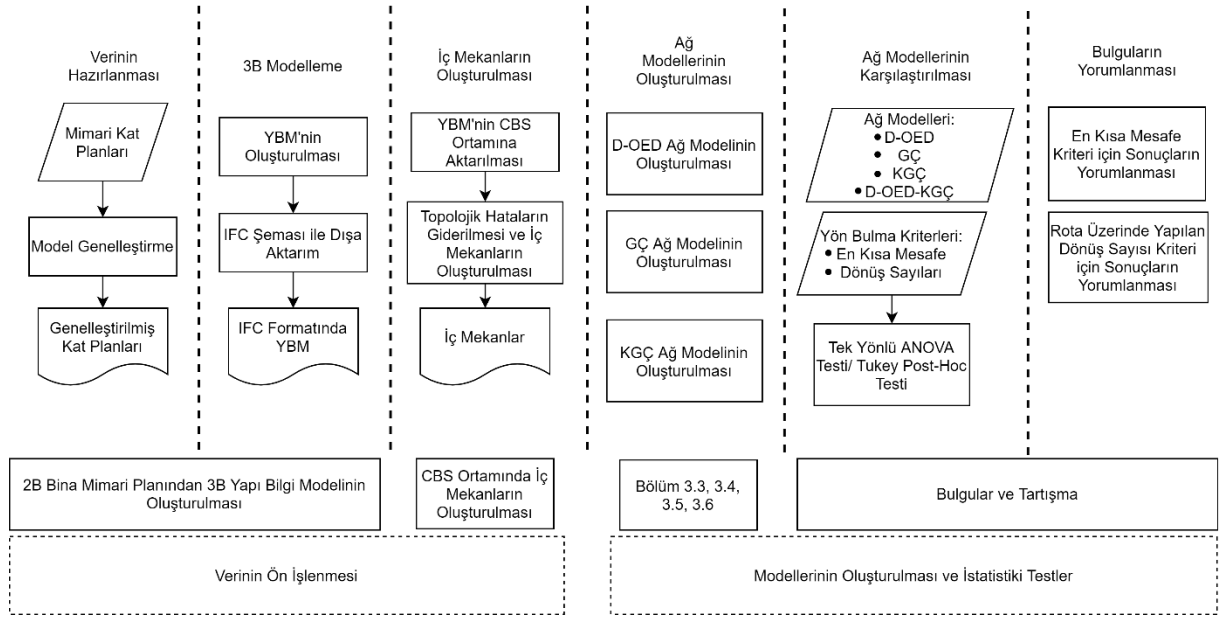 Verinin
Hazırlanması
Mimari Kat
Planları
Model Genelleştirme
Genelleştirilmiş
Kat Planları
3B Modelleme
YBM'nin
Oluşturulması
IFC Şeması ile Dışa
Aktarım
IFC Formatında
YBM
İç Mekanların
Oluşturulması
YBM'nin CBS
Ortamına
Aktarılması
Topolojik Hataların
Giderilmesi ve İç
Mekanların
Oluşturulması
İç Mekanlar
Ağ
Modellerinin
Oluşturulması
D-OED Ağ Modelinin
Oluşturulması
GÇ Ağ Modelinin
Oluşturulması
KGÇ Ağ Modelinin
Oluşturulması
Ağ Modellerinin
Karşılaştırılması
Ağ Modelleri:
● D-OED
● GÇ
● KGÇ
● D-OED-KGÇ
Yön Bulma Kriterleri:
● En Kısa Mesafe
● Dönüş Sayıları
Tek Yönlü ANOVA
Testi/ Tukey Post-Hoc
Testi
Bulguların
Yorumlanması
En Kısa Mesafe
Kriteri için Sonuçların
Yorumlanması
Rota Üzerinde Yapılan
Dönüş Sayısı Kriteri
için Sonuçların
Yorumlanması
2B Bina Mimari Planından 3B Yapı Bilgi Modelinin
Oluşturulması
CBS Ortamında İç
Mekanların
Oluşturulması
Bölüm 3.3, 3.4,
3.5, 3.6
Bulgular ve Tartışma
Verinin Ön İşlenmesi
Modellerinin Oluşturulması ve İstatistiki Testler